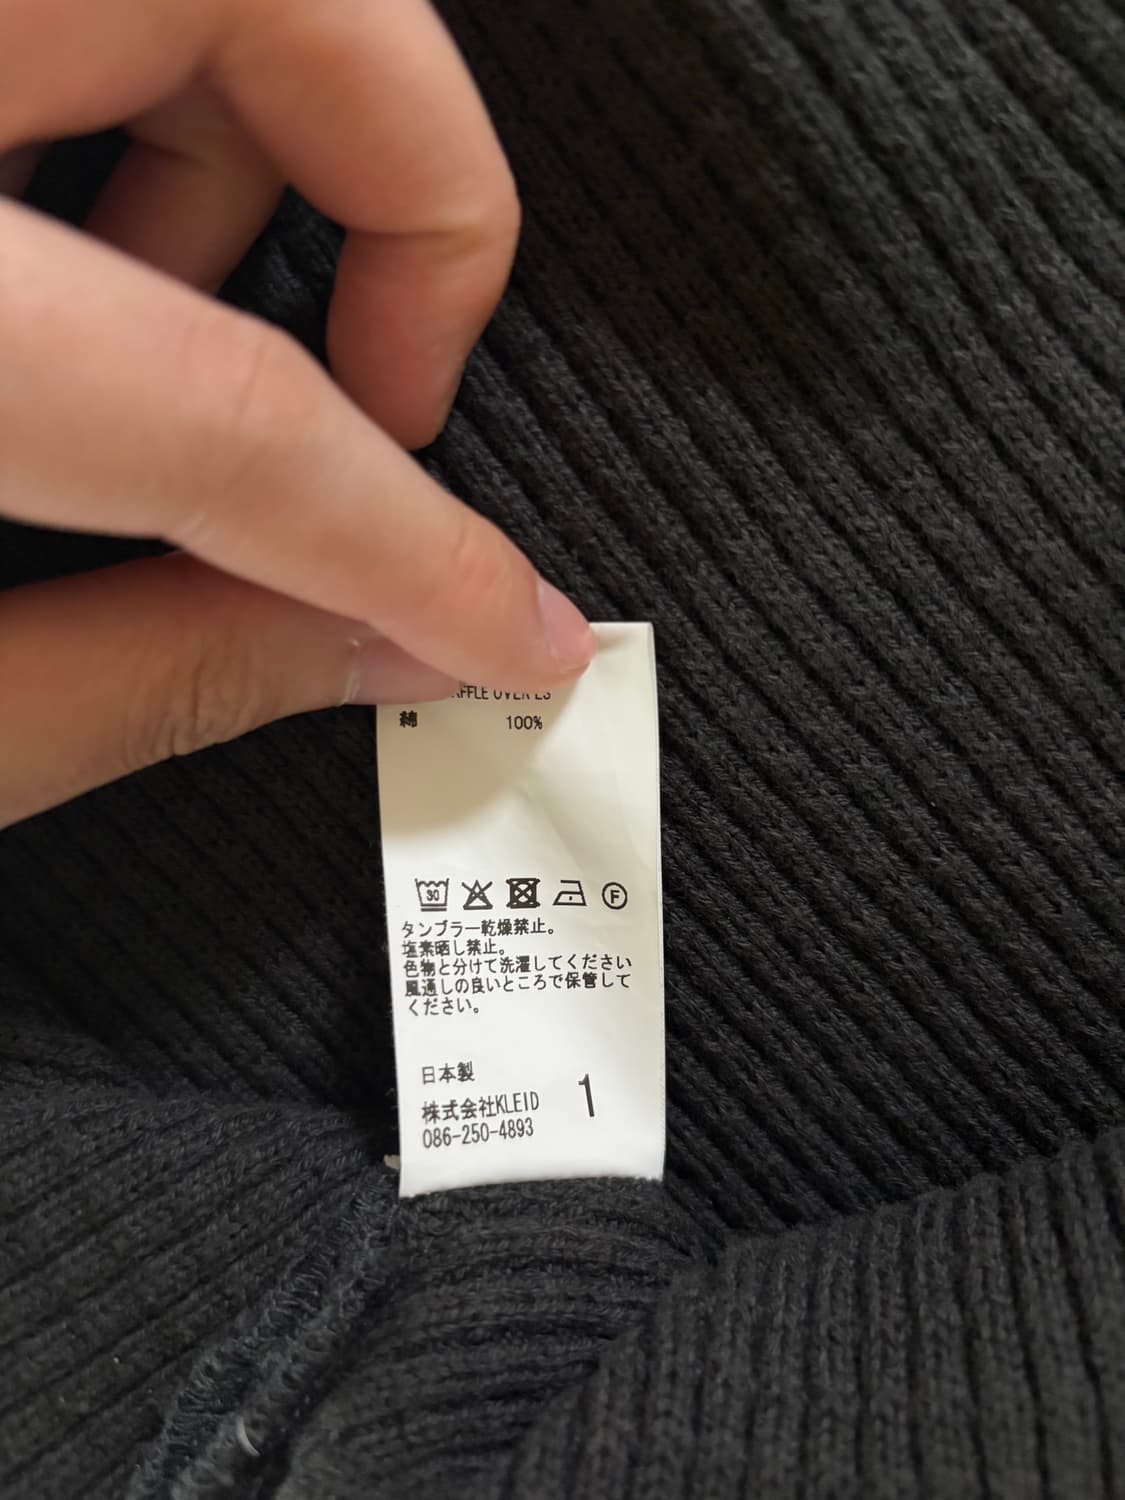 OVER LS
綿 100%
30
F
タンブラー乾燥禁止。
塩素晒し禁止。
色物と分けて洗濯してください
風通しの良いところで保管して
ください。
日本製
株式会社KLEID 1
086-250-4893